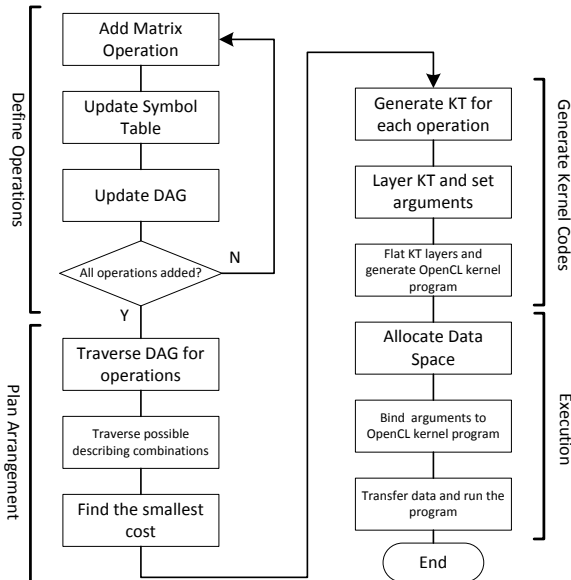 Define Operations
Add Matrix
Operation
Update Symbol
Table
Update DAG
All operations added?
N
Y
Plan Arrangement
Traverse DAG for
operations
Traverse possible
describing combinations
Find the smallest
cost
Generate Kernel Codes
Generate KT for
each operation
Layer KT and set
arguments
Flat KT layers and
generate OpenCL kernel
program
Execution
Allocate Data
Space
Bind arguments to
OpenCL kernel program
Transfer data and run the
program
End